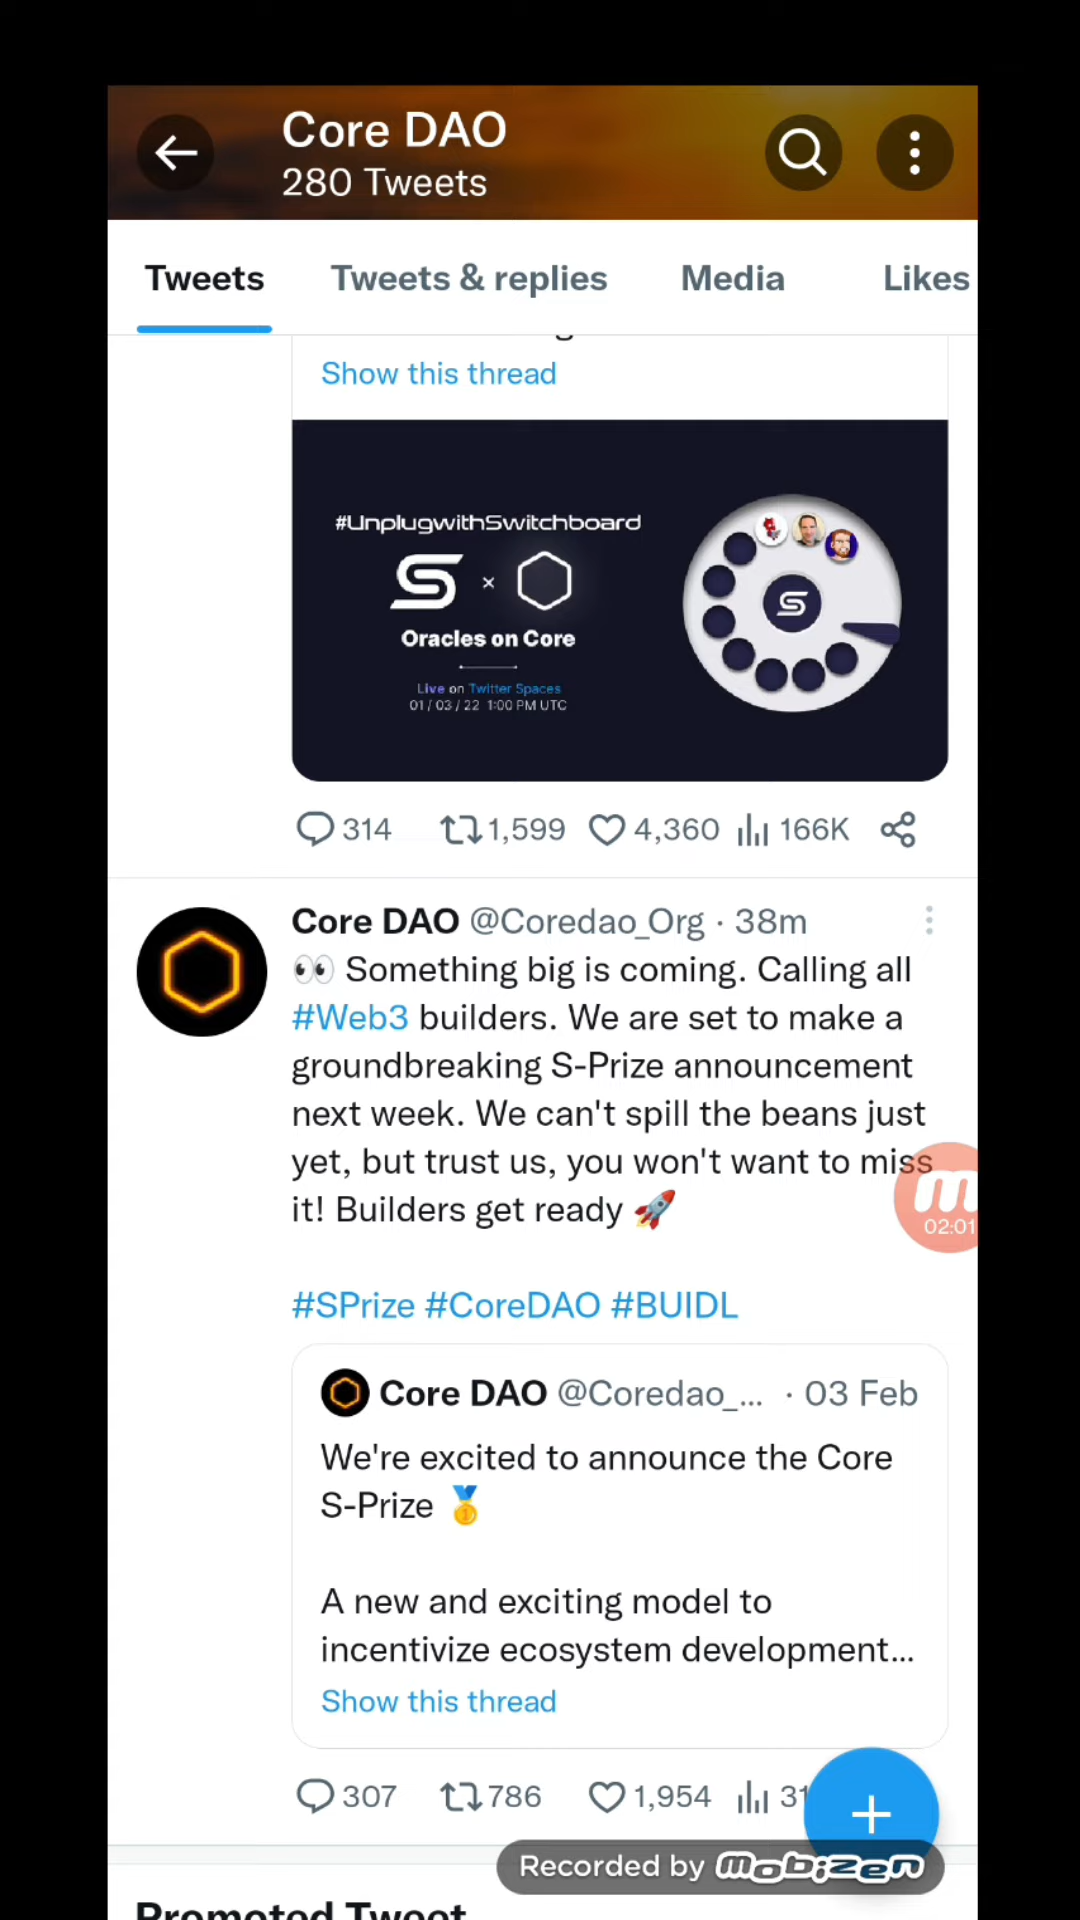 Core DAO
280 Tweets
Tweets Tweets & replies Media Likes
Show this thread
#UnplugwithSwitchboard
S × 
Oracles on Core
Live on Twitter Spaces
01 / 03 / 22 1:00 PM UTC
S
314 1,599 4,360 166K
Core DAO @Coredao_Org · 38m
👀 Something big is coming. Calling all
#Web3 builders. We are set to make a
groundbreaking S-Prize announcement
next week. We can't spill the beans just
yet, but trust us, you won't want to miss
it! Builders get ready 🚀
m
02:01
#SPrize #CoreDAO #BUIDL
Core DAO @Coredao_... · 03 Feb
We're excited to announce the Core
S-Prize 🥇
A new and exciting model to
incentivize ecosystem development...
Show this thread
307 786 1,954
Recorded by mobizen
Promoted Tweet